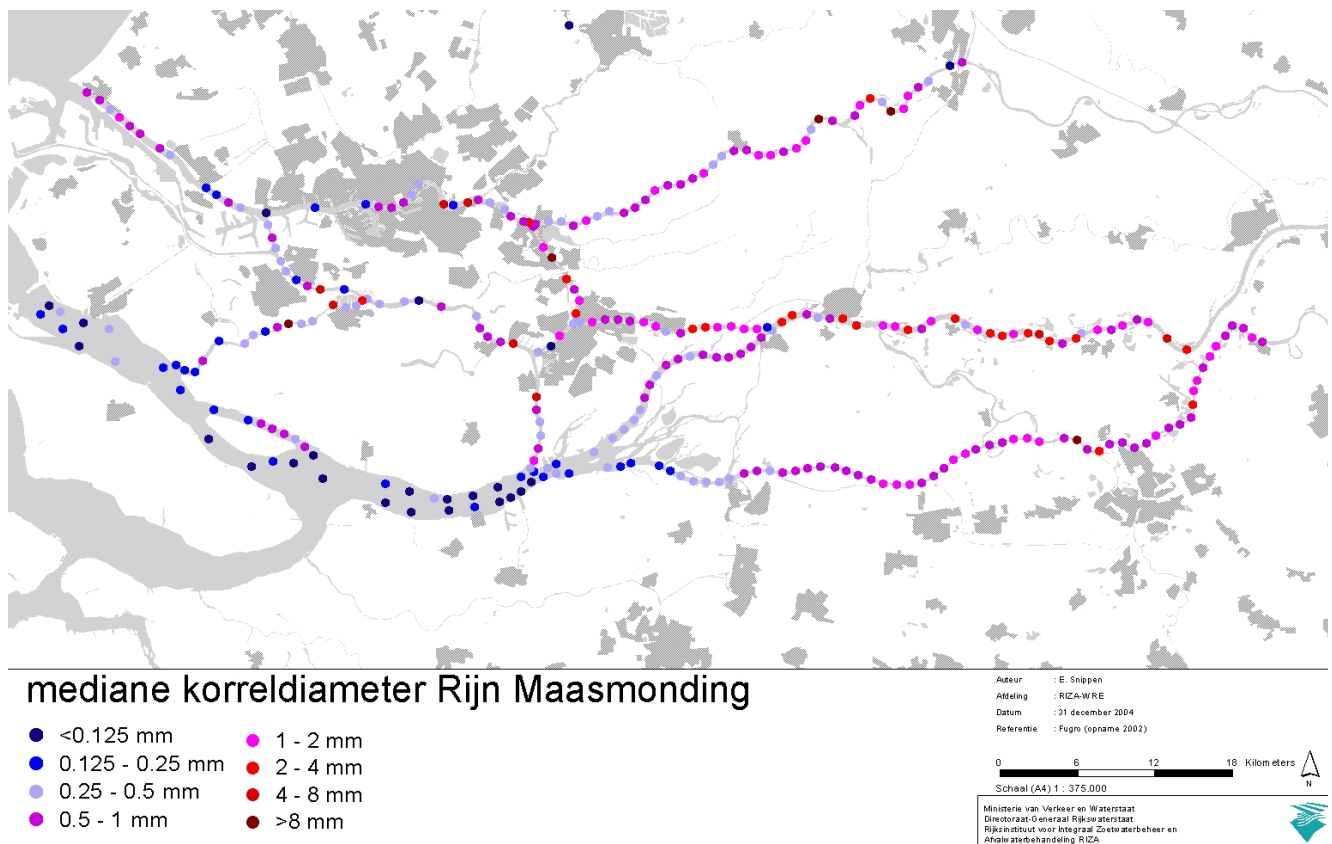 mediane korreldiameter Rijn Maasmonding
<0.125 mm
0.125 - 0.25 mm
0.25 - 0.5 mm
0.5 - 1 mm
1 - 2 mm
2 - 4 mm
4 - 8 mm
>8 mm
Auteur : E. Snippen
Afdeling : RIZA-WRE
Datum : 31 december 2004
Referentie : Fugro (opname 2002)
0 6 12 18 Kilometers
N
Schaal (A4) 1 : 375.000
Ministerie van Verkeer en Waterstaat
Directoraat-Generaal Rijkswaterstaat
Rijksinstituut voor Integraal Zoetwaterbeheer en
Afvalwaterbehandeling RIZA